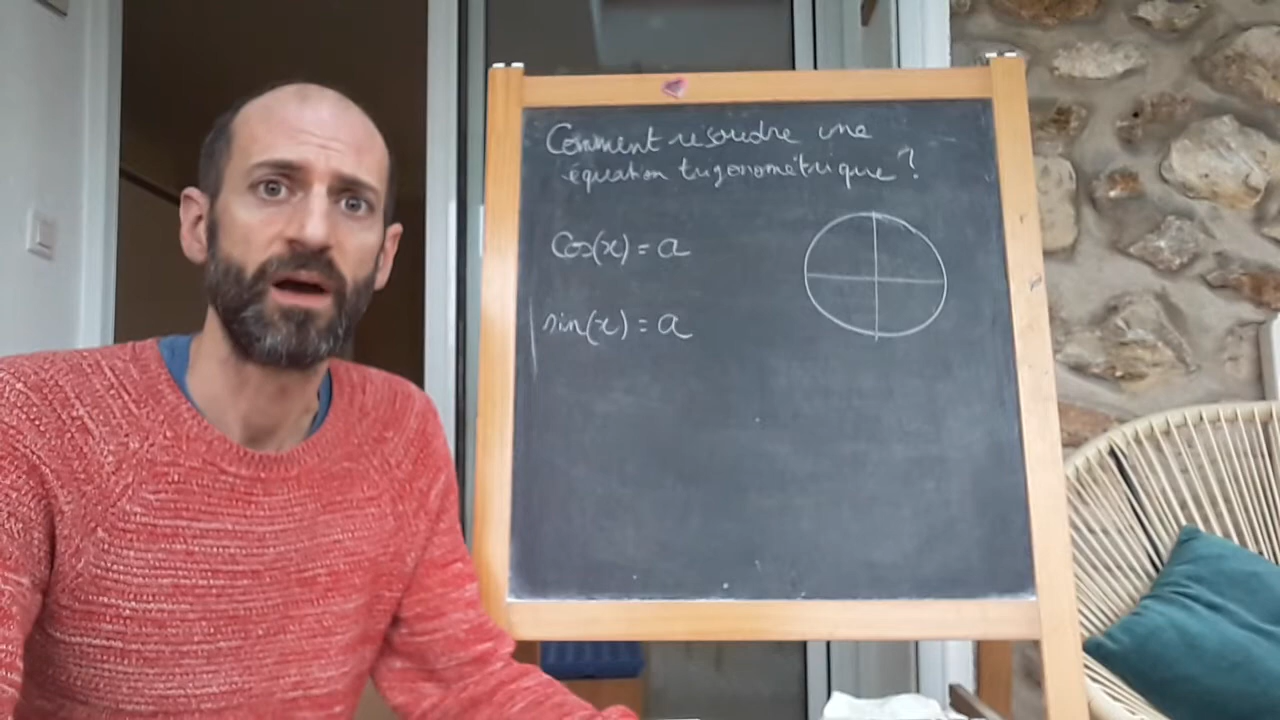 Comment résoudre une
équation trigonométrique ?
cos(x) = a
sin(x) = a